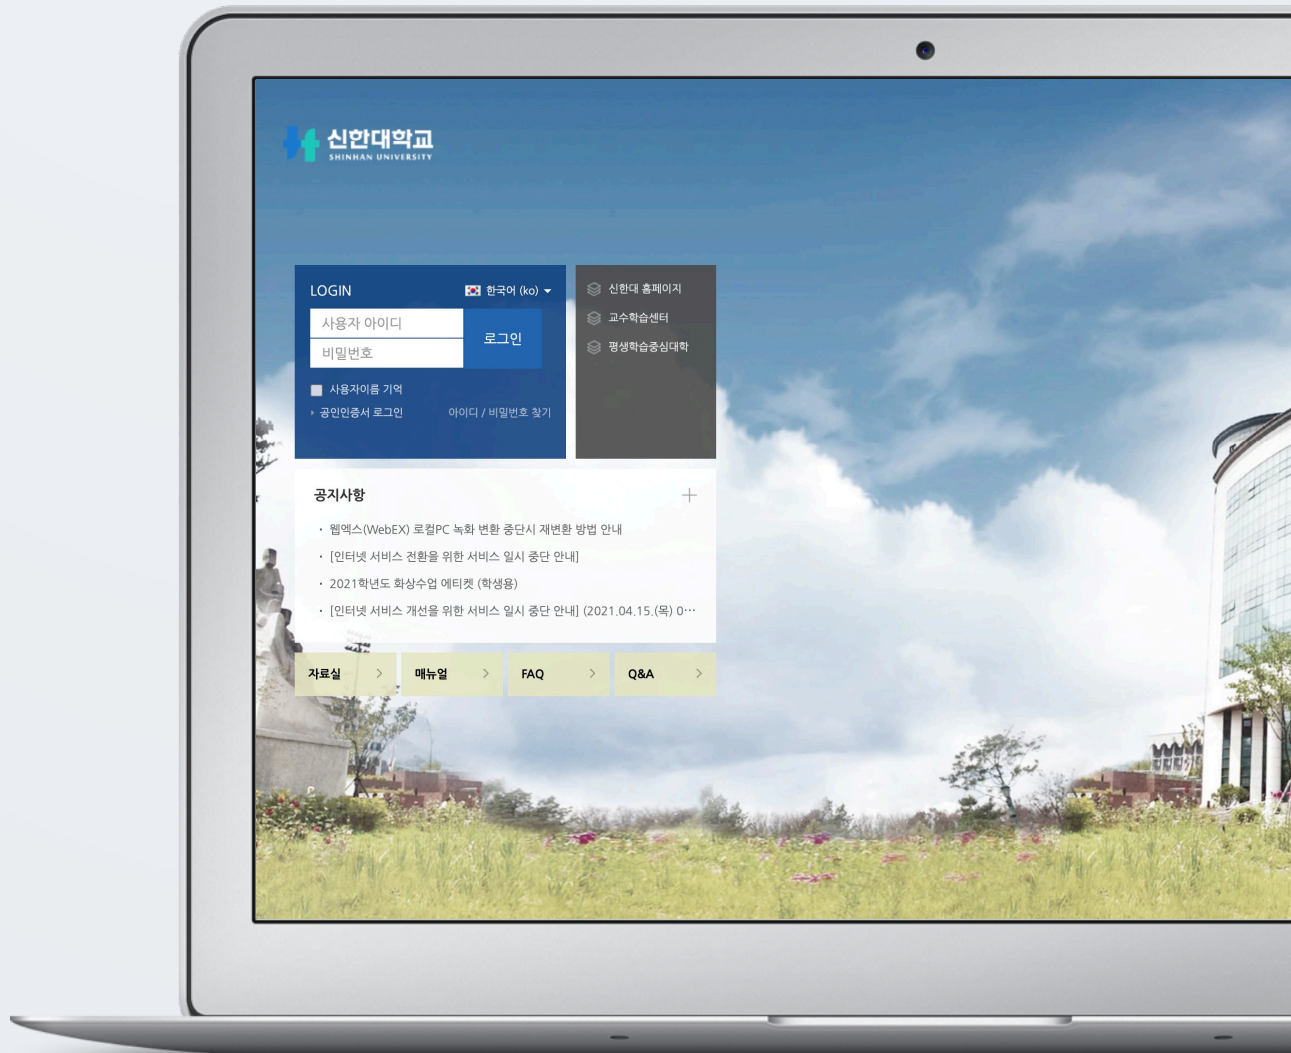 신한대학교
SHINHAN UNIVERSITY
LOGIN
한국어 (ko)
사용자 아이디
비밀번호
로그인
사용자이름 기억
공인인증서 로그인
아이디 / 비밀번호 찾기
신한대 홈페이지
교수학습센터
평생학습중심대학
공지사항
· 웹엑스(WebEX) 로컬PC 녹화 변환 중단시 재변환 방법 안내
· [인터넷 서비스 전환을 위한 서비스 일시 중단 안내]
· 2021학년도 화상수업 에티켓 (학생용)
· [인터넷 서비스 개선을 위한 서비스 일시 중단 안내] (2021.04.15.(목) 0…
자료실
매뉴얼
FAQ
Q&A